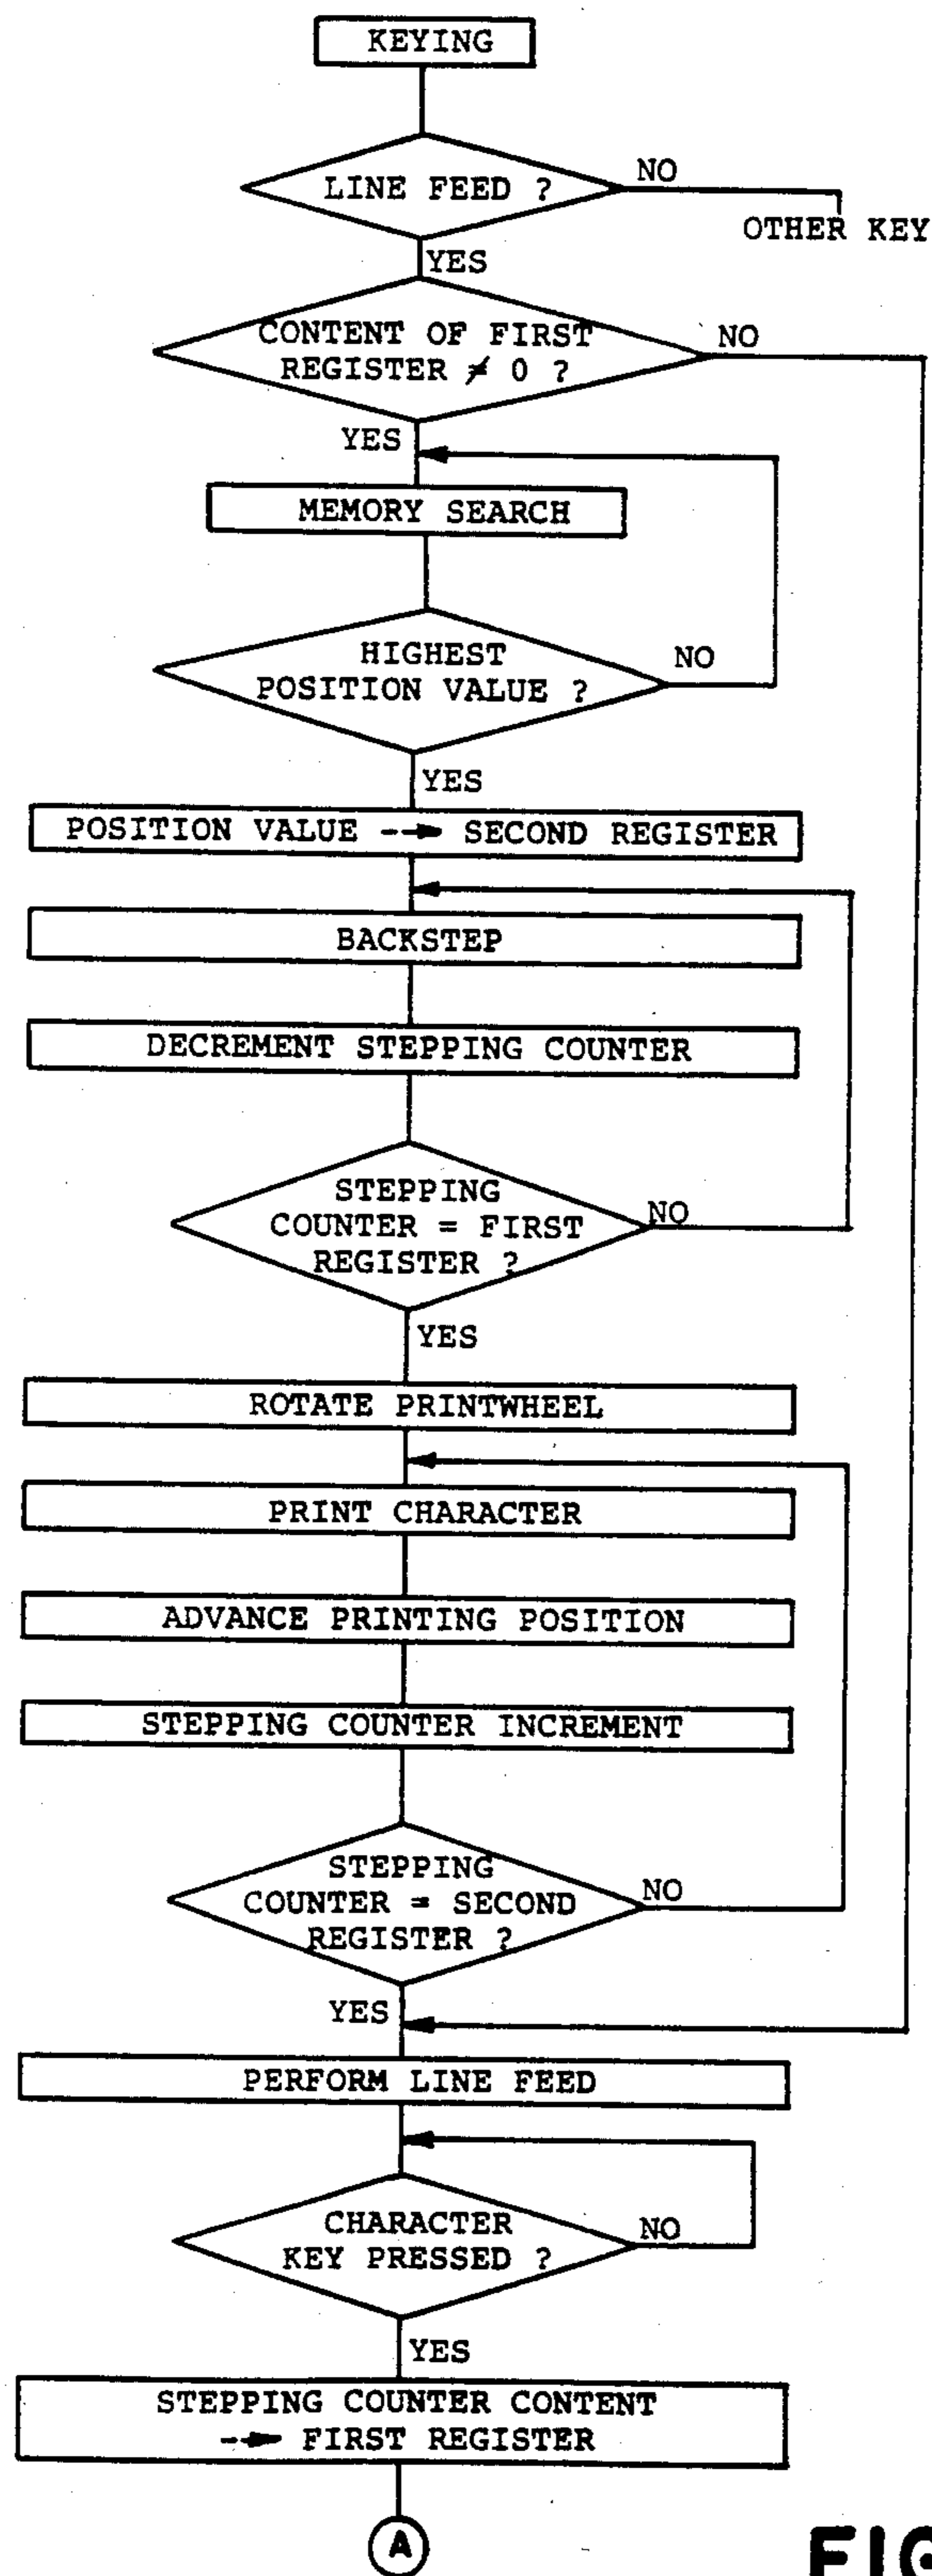 KEYING
LINE FEED ?
NO
OTHER KEY
YES
CONTENT OF FIRST
REGISTER ≠ 0 ?
NO
YES
MEMORY SEARCH
HIGHEST
POSITION VALUE ?
NO
YES
POSITION VALUE --► SECOND REGISTER
BACKSTEP
DECREMENT STEPPING COUNTER
STEPPING
COUNTER = FIRST
REGISTER ?
NO
YES
ROTATE PRINTWHEEL
PRINT CHARACTER
ADVANCE PRINTING POSITION
STEPPING COUNTER INCREMENT
STEPPING
COUNTER = SECOND
REGISTER ?
NO
YES
PERFORM LINE FEED
CHARACTER
KEY PRESSED ?
NO
YES
STEPPING COUNTER CONTENT
--► FIRST REGISTER
A